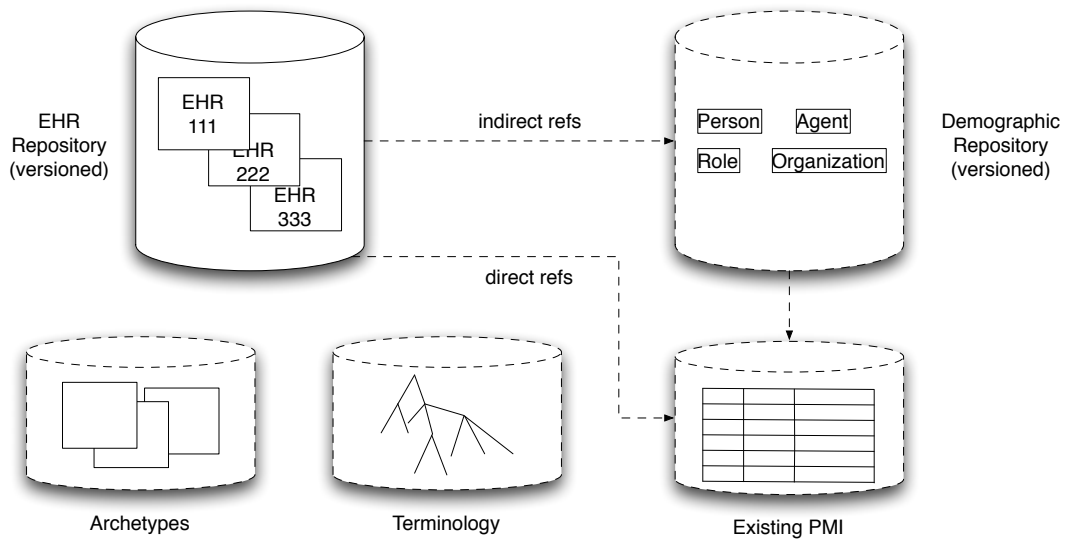 EHR
Repository
(versioned)
EHR
111
EHR
222
EHR
333
indirect refs
direct refs
Person
Agent
Role
Organization
Demographic
Repository
(versioned)
Archetypes
Terminology
Existing PMI